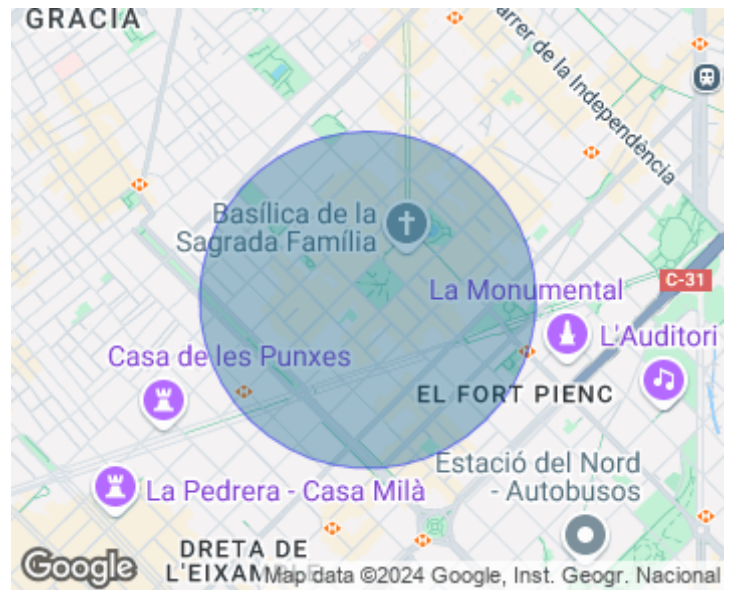 GRÀCIA
Carrer de la Independència
Basílica de la
Sagrada Família
C-31
La Monumental
L'Auditori
Casa de les Punxes
EL FORT PIENC
Estació del Nord
- Autobusos
La Pedrera - Casa Milà
DRETA DE
L'EIXAMPLE
Google
Map data ©2024 Google, Inst. Geogr. Nacional